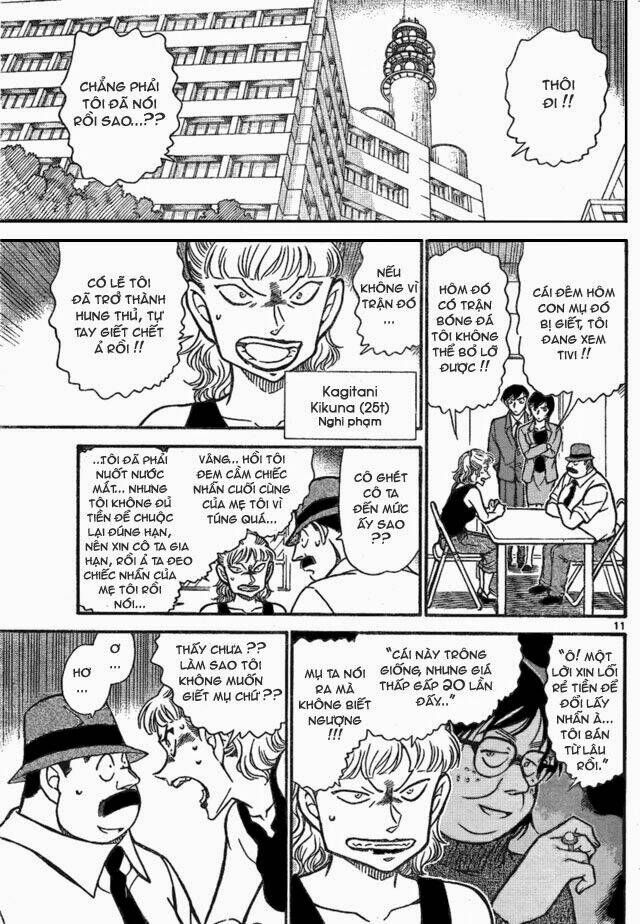 THÔI
ĐI !!
CHẲNG PHẢI
TÔI ĐÃ NÓI
RỒI SAO...??
CÁI ĐÊM HÔM
CON MỤ ĐÓ
BỊ GIẾT, TÔI
ĐANG XEM
TIVI !!
HÔM ĐÓ
CÓ TRẬN
BÓNG ĐÁ
TÔI KHÔNG
THỂ BỎ LỠ
ĐƯỢC !!
NẾU
KHÔNG VÌ
TRẬN ĐÓ
...
CÓ LẼ TÔI
ĐÃ TRỞ THÀNH
HUNG THỦ, TỰ
TAY GIẾT CHẾT
Ả RỒI !!
Kagitani
Kikuna (25t)
Nghi phạm
CÔ GHÉT
CÔ TA
ĐẾN MỨC
ẤY SAO
??
VÂNG.. HỒI TÔI
ĐEM CẦM CHIẾC
NHẪN CUỐI CÙNG
CỦA MẸ TÔI VÌ
TÚNG QUÁ...
..TÔI ĐÃ PHẢI
NUỐT NƯỚC
MẮT... NHƯNG
TÔI KHÔNG ĐỦ
TIỀN ĐỂ CHUỘC
LẠI ĐÚNG HẠN,
NÊN XIN CÔ TA GIA
HẠN, RỒI Ả TA ĐEO
CHIẾC NHẪN CỦA
MẸ TÔI RỒI
NÓI...
11
"Ô! MỘT
LỜI XIN LỖI
RẺ TIỀN ĐỂ
ĐỔI LẤY
NHẪN À...
TÔI BÁN
TỪ LÂU
RỒI."
"CÁI NÀY TRÔNG
GIỐNG, NHƯNG GIÁ
THẤP GẤP 20 LẦN
ĐẤY.."
MỤ TA NÓI
RA MÀ
KHÔNG BIẾT
NGƯỢNG
!!!
THẤY CHƯA ??
LÀM SAO TÔI
KHÔNG MUỐN
GIẾT MỤ CHỨ ??
Ơ
...
HƠ
...